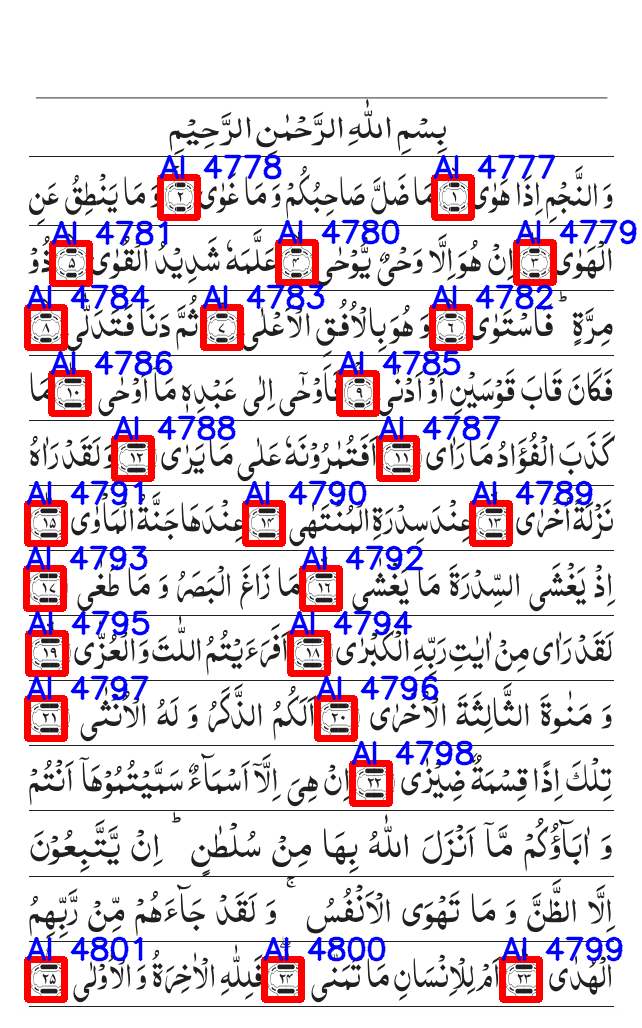 بِسْمِ اللّٰهِ الرَّحْمٰنِ الرَّحِيْمِ
AI 4778 AI 4777
وَ النَّجْمِ اِذَا هَوٰى ۱ مَا ضَلَّ صَاحِبُكُمْ وَ مَا غَوٰى ۲ وَ مَا يَنْطِقُ عَنِ
AI 4781 AI 4780 AI 4779
الْهَوٰى ۳ اِنْ هُوَ اِلَّا وَحْیٌ يُّوْحٰى ۴ عَلَّمَهٗ شَدِيْدُ الْقُوٰى ۵ ذُوْ
AI 4784 AI 4783 AI 4782
مِرَّةٍ ؕ فَاسْتَوٰى ۶ وَ هُوَ بِالْاُفُقِ الْاَعْلٰى ۷ ثُمَّ دَنَا فَتَدَلّٰى ۸
AI 4786 AI 4785
فَكَانَ قَابَ قَوْسَيْنِ اَوْ اَدْنٰى ۹ فَاَوْحٰۤى اِلٰى عَبْدِهٖ مَاۤ اَوْحٰى ۱۰ مَا
AI 4788 AI 4787
كَذَبَ الْفُؤَادُ مَا رَاٰى ۱۱ اَفَتُمٰرُوْنَهٗ عَلٰى مَا يَرٰى ۱۲ وَ لَقَدْ رَاٰهُ
AI 4791 AI 4790 AI 4789
نَزْلَةً اُخْرٰى ۱۳ عِنْدَ سِدْرَةِ الْمُنْتَهٰى ۱۴ عِنْدَهَا جَنَّةُ الْمَاْوٰى ۱۵
AI 4793 AI 4792
اِذْ يَغْشَى السِّدْرَةَ مَا يَغْشٰى ۱۶ مَا زَاغَ الْبَصَرُ وَ مَا طَغٰى ۱۷
AI 4795 AI 4794
لَقَدْ رَاٰى مِنْ اٰيٰتِ رَبِّهِ الْكُبْرٰى ۱۸ اَفَرَءَيْتُمُ اللّٰتَ وَ الْعُزّٰى ۱۹
AI 4797 AI 4796
وَ مَنٰوةَ الثَّالِثَةَ الْاُخْرٰى ۲۰ اَلَكُمُ الذَّكَرُ وَ لَهُ الْاُنْثٰى ۲۱
AI 4798
تِلْكَ اِذًا قِسْمَةٌ ضِيْزٰى ۲۲ اِنْ هِیَ اِلَّاۤ اَسْمَآءٌ سَمَّيْتُمُوْهَاۤ اَنْتُمْ
وَ اٰبَآؤُكُمْ مَّاۤ اَنْزَلَ اللّٰهُ بِهَا مِنْ سُلْطٰنٍ ؕ اِنْ يَّتَّبِعُوْنَ
اِلَّا الظَّنَّ وَ مَا تَهْوَى الْاَنْفُسُ ۚ وَ لَقَدْ جَآءَهُمْ مِّنْ رَّبِّهِمُ
AI 4801 AI 4800 AI 4799
الْهُدٰى ۲۳ اَمْ لِلْاِنْسَانِ مَا تَمَنّٰى ۲۴ فَلِلّٰهِ الْاٰخِرَةُ وَ الْاُوْلٰى ۲۵